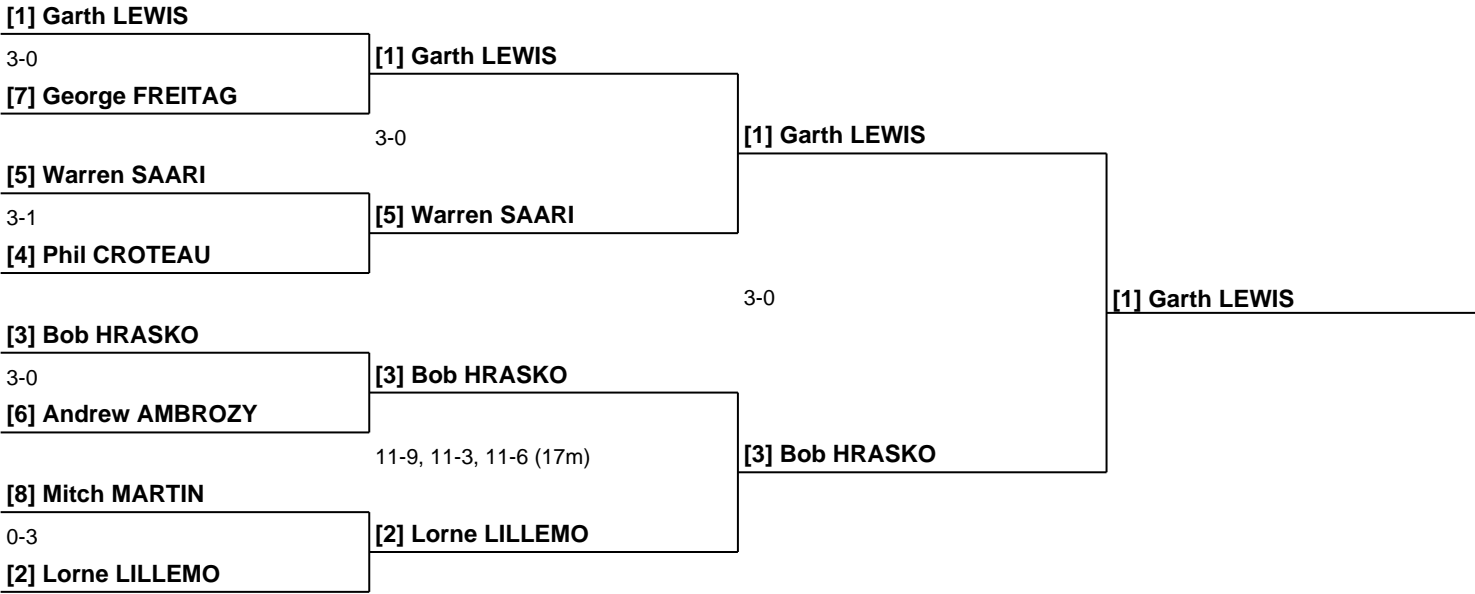 [1] Garth LEWIS
3-0
[7] George FREITAG
[5] Warren SAARI
3-1
[4] Phil CROTEAU
[3] Bob HRASKO
3-0
[6] Andrew AMBROZY
[8] Mitch MARTIN
0-3
[2] Lorne LILLEMO
[1] Garth LEWIS
3-0
[5] Warren SAARI
[3] Bob HRASKO
11-9, 11-3, 11-6 (17m)
[2] Lorne LILLEMO
[1] Garth LEWIS
3-0
[3] Bob HRASKO
[1] Garth LEWIS